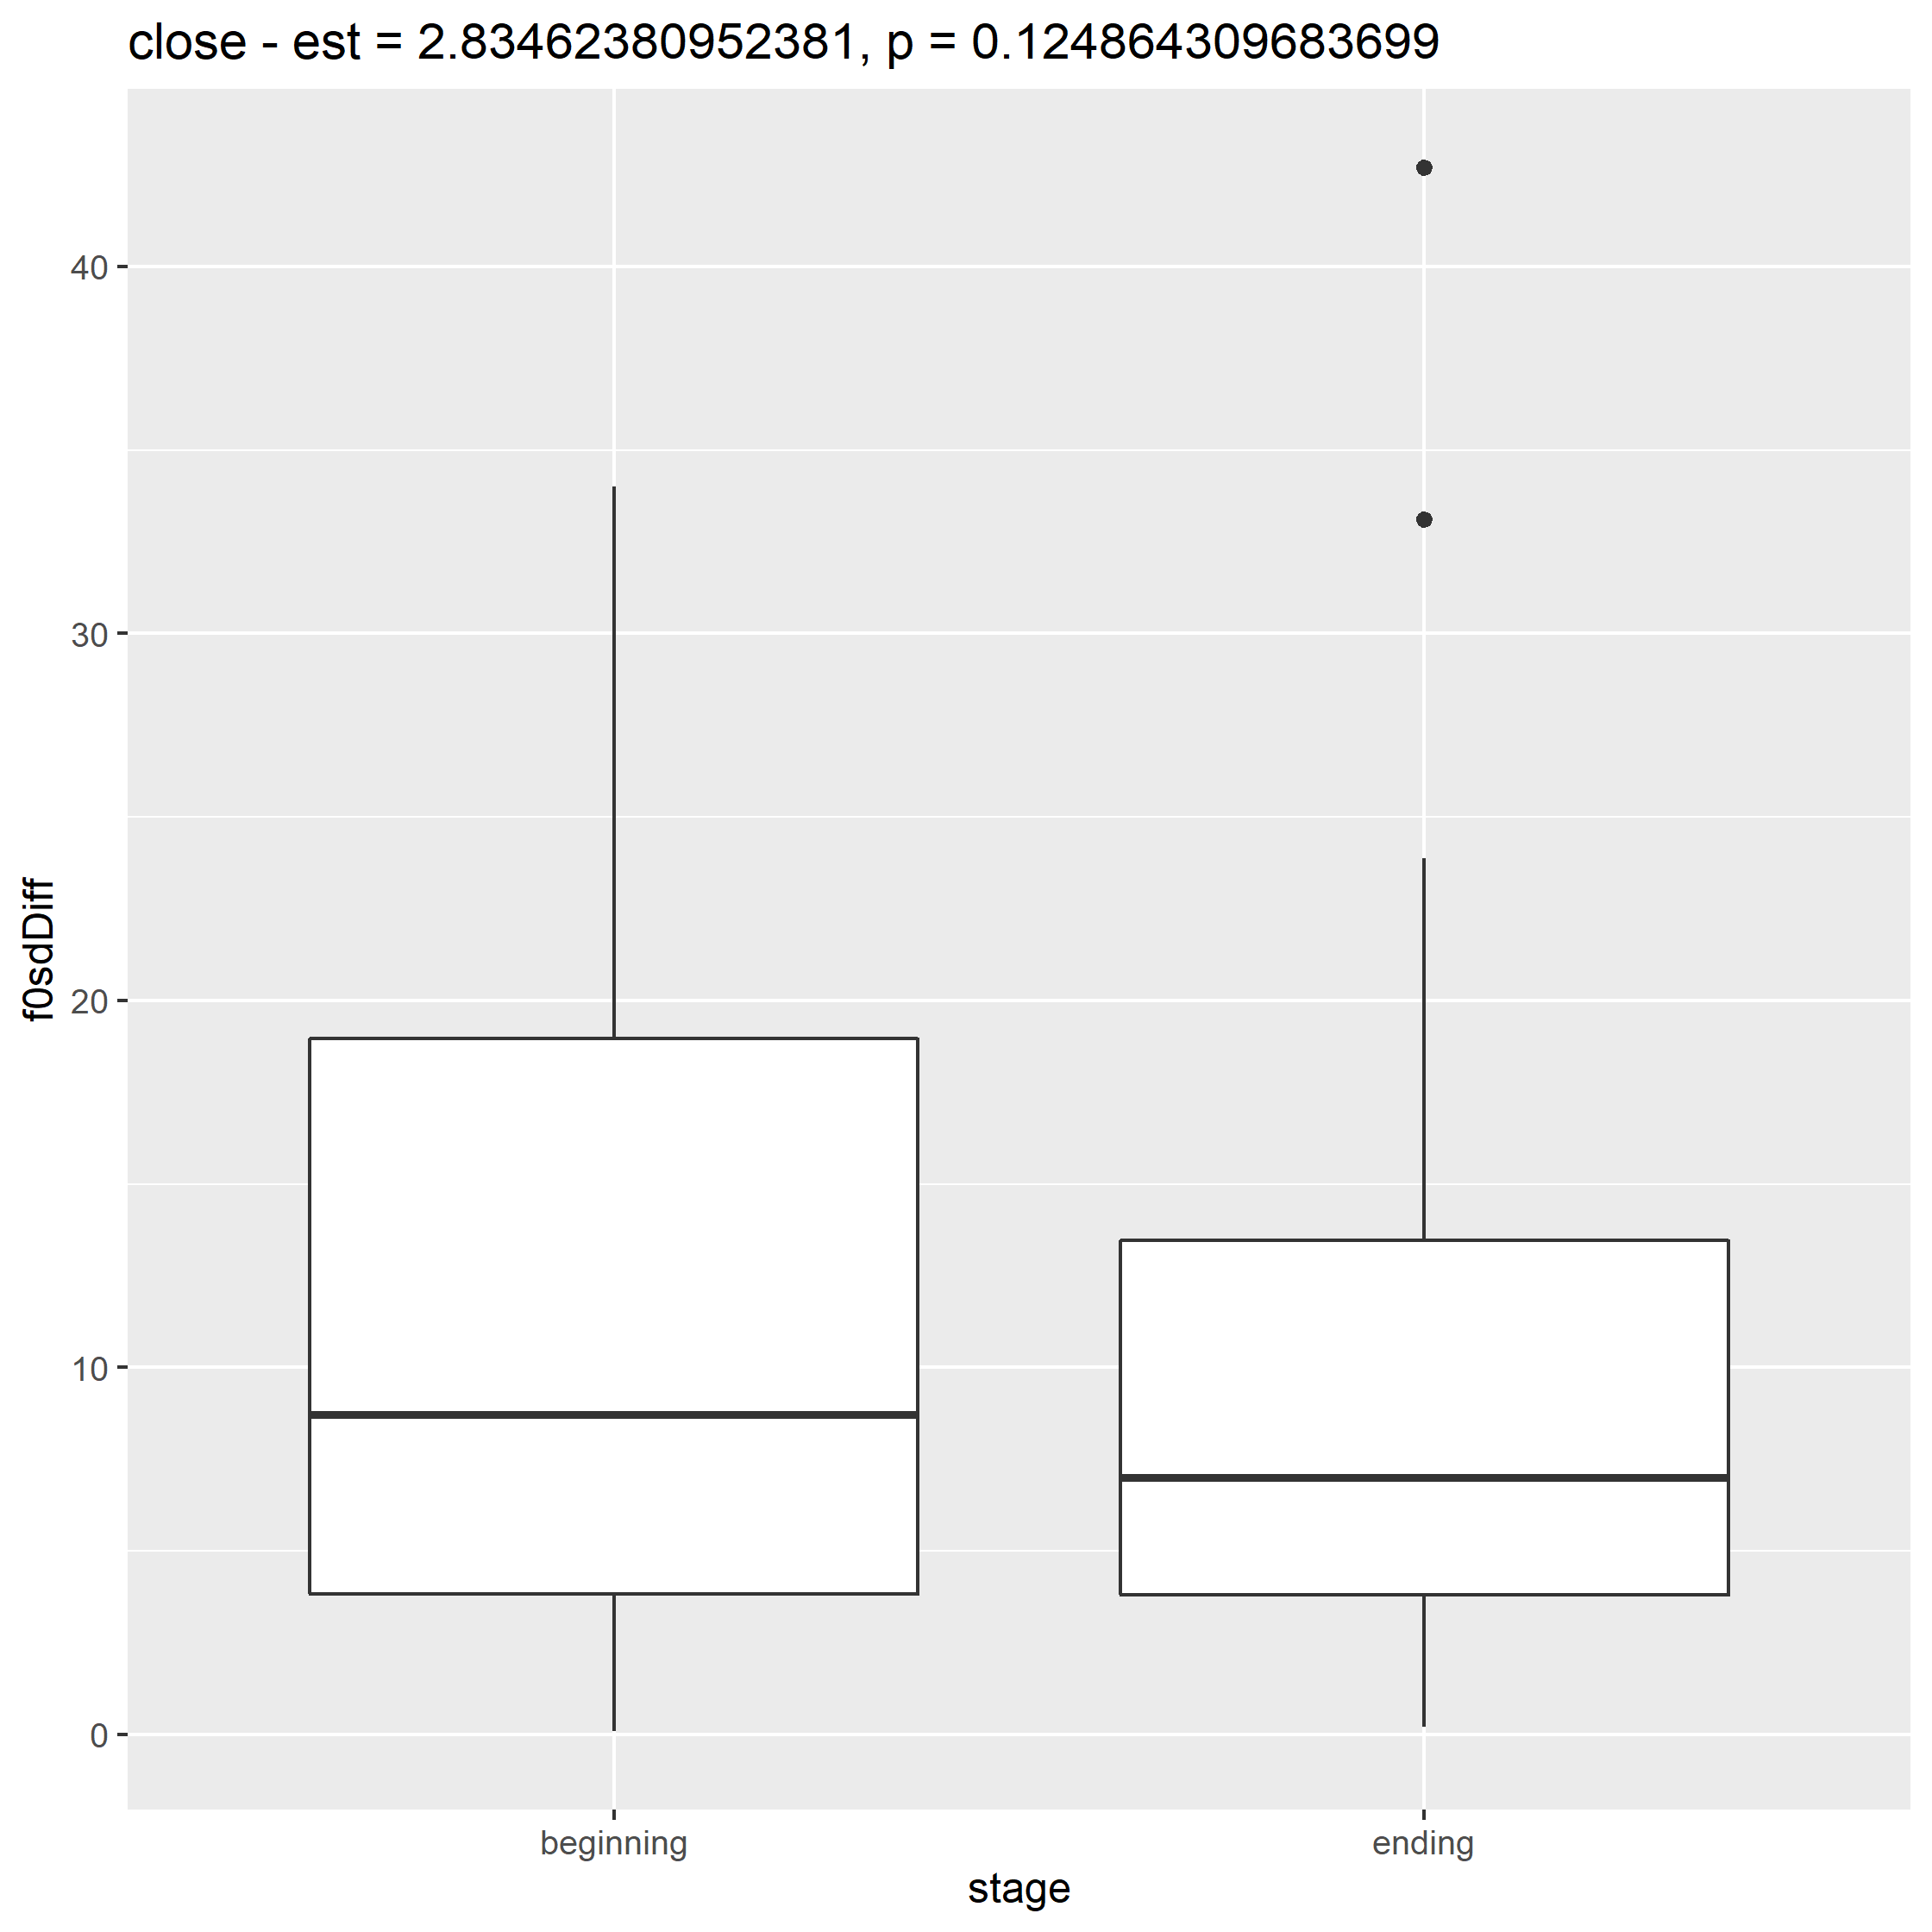 close - est = 2.83462380952381, p = 0.124864309683699
40
30
20
10
0
f0sdDiff
beginning
ending
stage